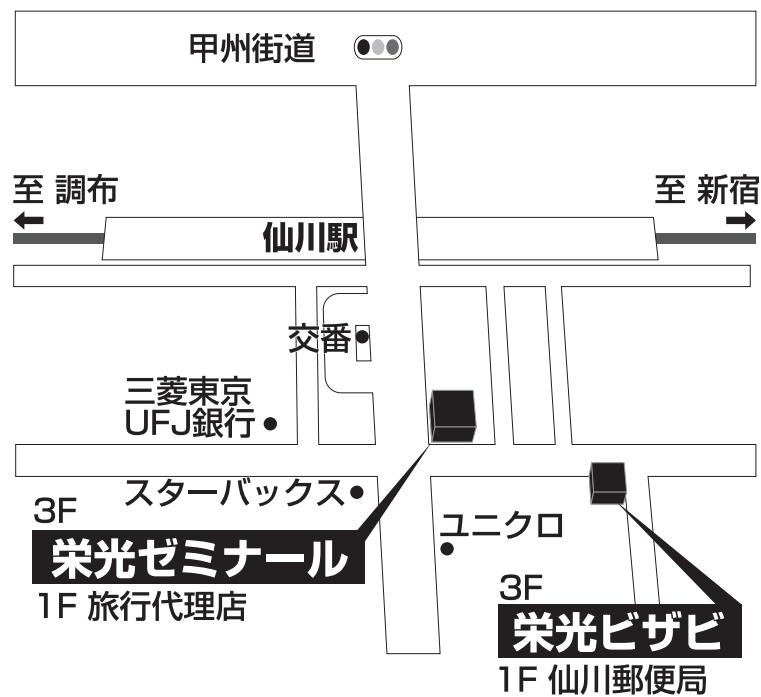 甲州街道
至 調布
至 新宿
仙川駅
交番
三菱東京
UFJ銀行
スターバックス
3F
栄光ゼミナール
1F 旅行代理店
ユニクロ
3F
栄光ビザビ
1F 仙川郵便局